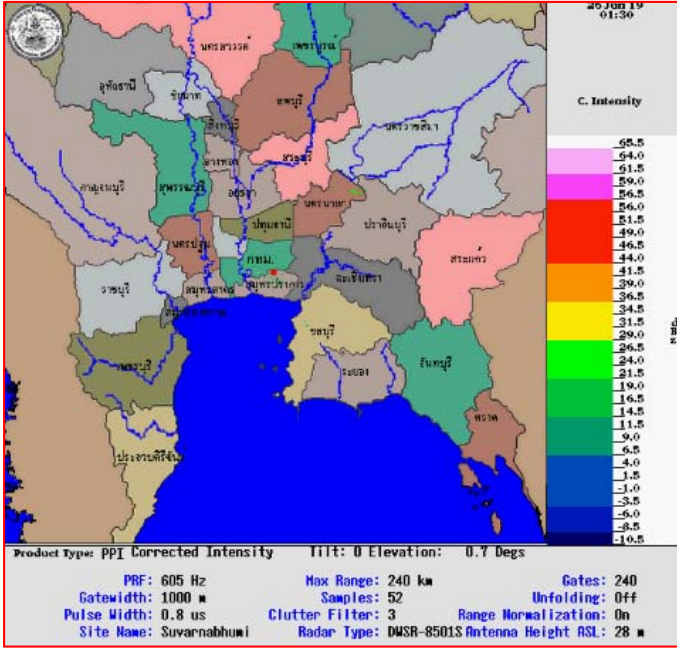 26 Jun 19
01:30
C. Intensity
นครสวรรค์
เพชรบูรณ์
อุทัยธานี
ชัยนาท
ลพบุรี
นครราชสีมา
สิงห์บุรี
อ่างทอง
สระบุรี
กาญจนบุรี
สุพรรณบุรี
อยุธยา
นครนายก
ปราจีนบุรี
ปทุมธานี
นครปฐม
กทม.
สระแก้ว
ราชบุรี
สมุทรสาคร
สมุทรปราการ
ฉะเชิงเทรา
ชลบุรี
เพชรบุรี
ระยอง
จันทบุรี
ตราด
ประจวบคีรีขันธ์
65.5
64.0
61.5
59.0
56.5
56.0
51.5
49.0
46.5
44.0
41.5
39.0
36.5
34.0
31.5
29.0
26.5
24.0
21.5
19.0
16.5
14.0
11.5
9.0
6.5
4.0
1.5
-1.0
-3.5
-6.0
-8.5
-10.5
Product Type: PPI Corrected Intensity Tilt: 0 Elevation: 0.7 Degs
PRF: 605 Hz Max Range: 240 km Gates: 240
Gatewidth: 1000 m Samples: 52 Unfolding: Off
Pulse Width: 0.8 us Clutter Filter: 3 Range Normalization: On
Site Name: Suvarnabhumi Radar Type: DWSR-8501S Antenna Height ASL: 28 m